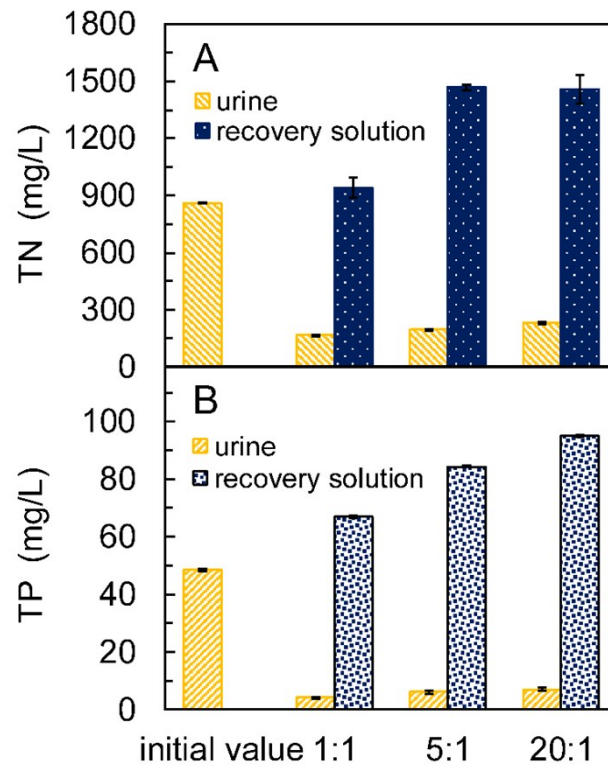 1800
1500
1200
900
600
300
0
TN (mg/L)
A
urine
recovery solution
100
80
60
40
20
0
TP (mg/L)
B
urine
recovery solution
initial value 1:1 5:1 20:1